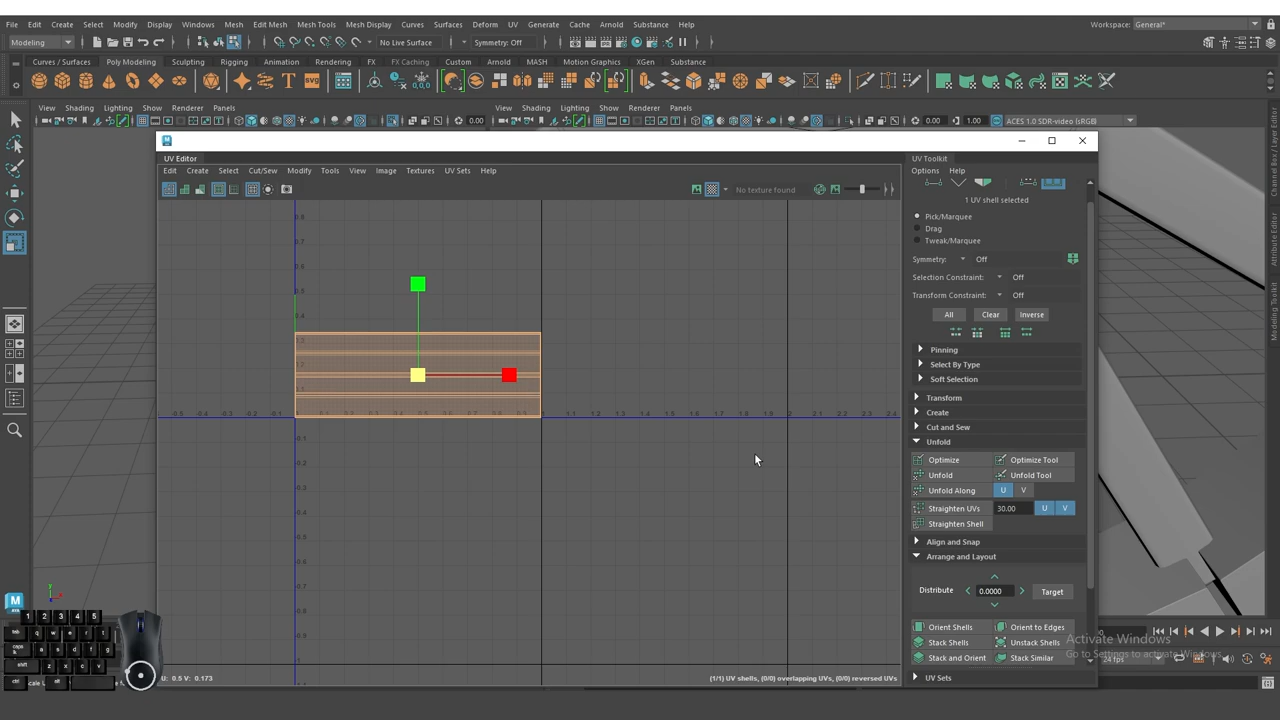 File Edit Create Select Modify Display Windows Mesh Edit Mesh Mesh Tools Mesh Display Curves Surfaces Deform UV Generate Cache Arnold Substance Help
Workspace: General*
Modeling No Live Surface Symmetry: Off
Curves / Surfaces Poly Modeling Sculpting Rigging Animation Rendering FX FX Caching Custom Arnold MASH Motion Graphics XGen Substance
View Shading Lighting Show Renderer Panels View Shading Lighting Show Renderer Panels
0.00 0.00 1.00 ACES 1.0 SDR-video (sRGB)
UV Editor
UV Toolkit
Edit Create Select Cut/Sew Modify Tools View Image Textures UV Sets Help
Options Help
No texture found
1 UV shell selected
Pick/Marquee
Drag
Tweak/Marquee
Symmetry: Off
Selection Constraint: Off
Transform Constraint: Off
All Clear Inverse
Pinning
Select By Type
Soft Selection
Transform
Create
Cut and Sew
Unfold
Optimize Optimize Tool
Unfold Unfold Tool
Unfold Along U V
Straighten UVs 30.00 U V
Straighten Shell
Align and Snap
Arrange and Layout
Distribute 0.0000 Target
Orient Shells Orient to Edges
Stack Shells Unstack Shells
Stack and Orient Stack Similar
UV Sets
Channel Box / Layer Editor
Attribute Editor
Modeling Toolkit
Activate Windows
Go to Settings to activate Windows.
24 fps
U: 0.5 V: 0.173
(1/1) UV shells, (0/0) overlapping UVs, (0/0) reversed UVs